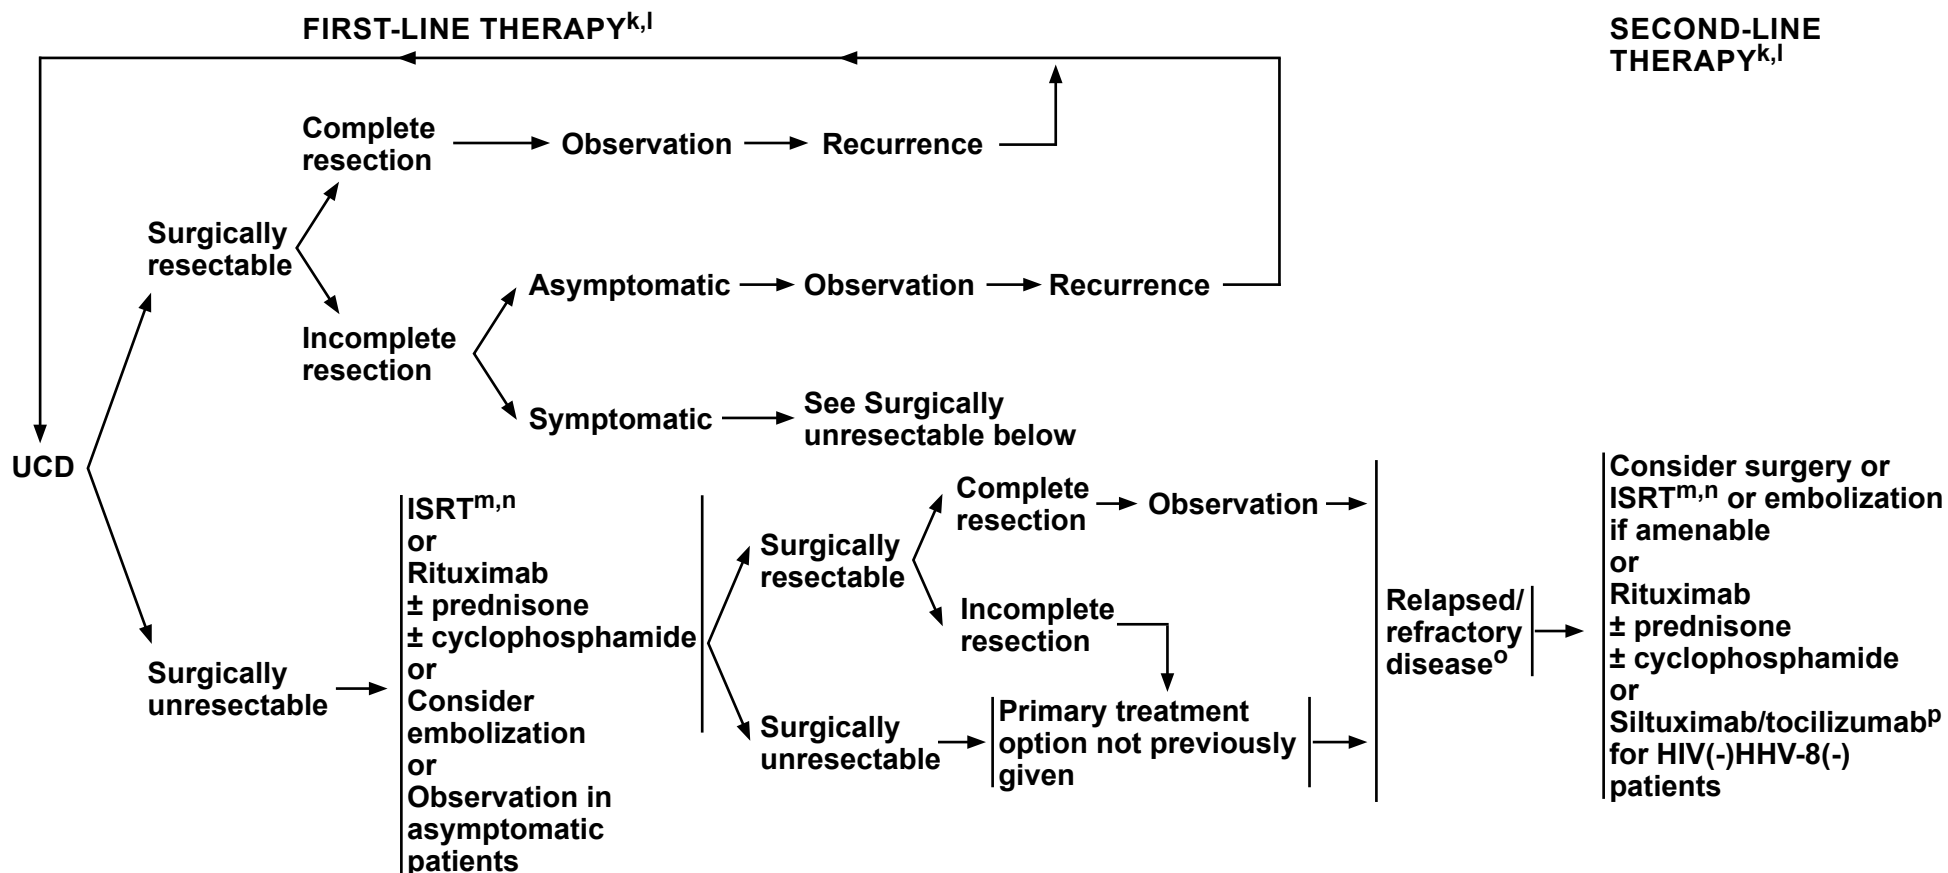 FIRST-LINE THERAPYk,l
SECOND-LINE
THERAPYk,l
Complete
resection
Observation
Recurrence
Surgically
resectable
Asymptomatic
Observation
Recurrence
Incomplete
resection
Symptomatic
See Surgically
unresectable below
UCD
Surgically
unresectable
ISRTm,n
or
Rituximab
± prednisone
± cyclophosphamide
or
Consider
embolization
or
Observation in
asymptomatic
patients
Surgically
resectable
Complete
resection
Observation
Incomplete
resection
Surgically
unresectable
Primary treatment
option not previously
given
Relapsed/
refractory
diseaseo
Consider surgery or
ISRTm,n or embolization
if amenable
or
Rituximab
± prednisone
± cyclophosphamide
or
Siltuximab/tocilizumabp
for HIV(-)HHV-8(-)
patients